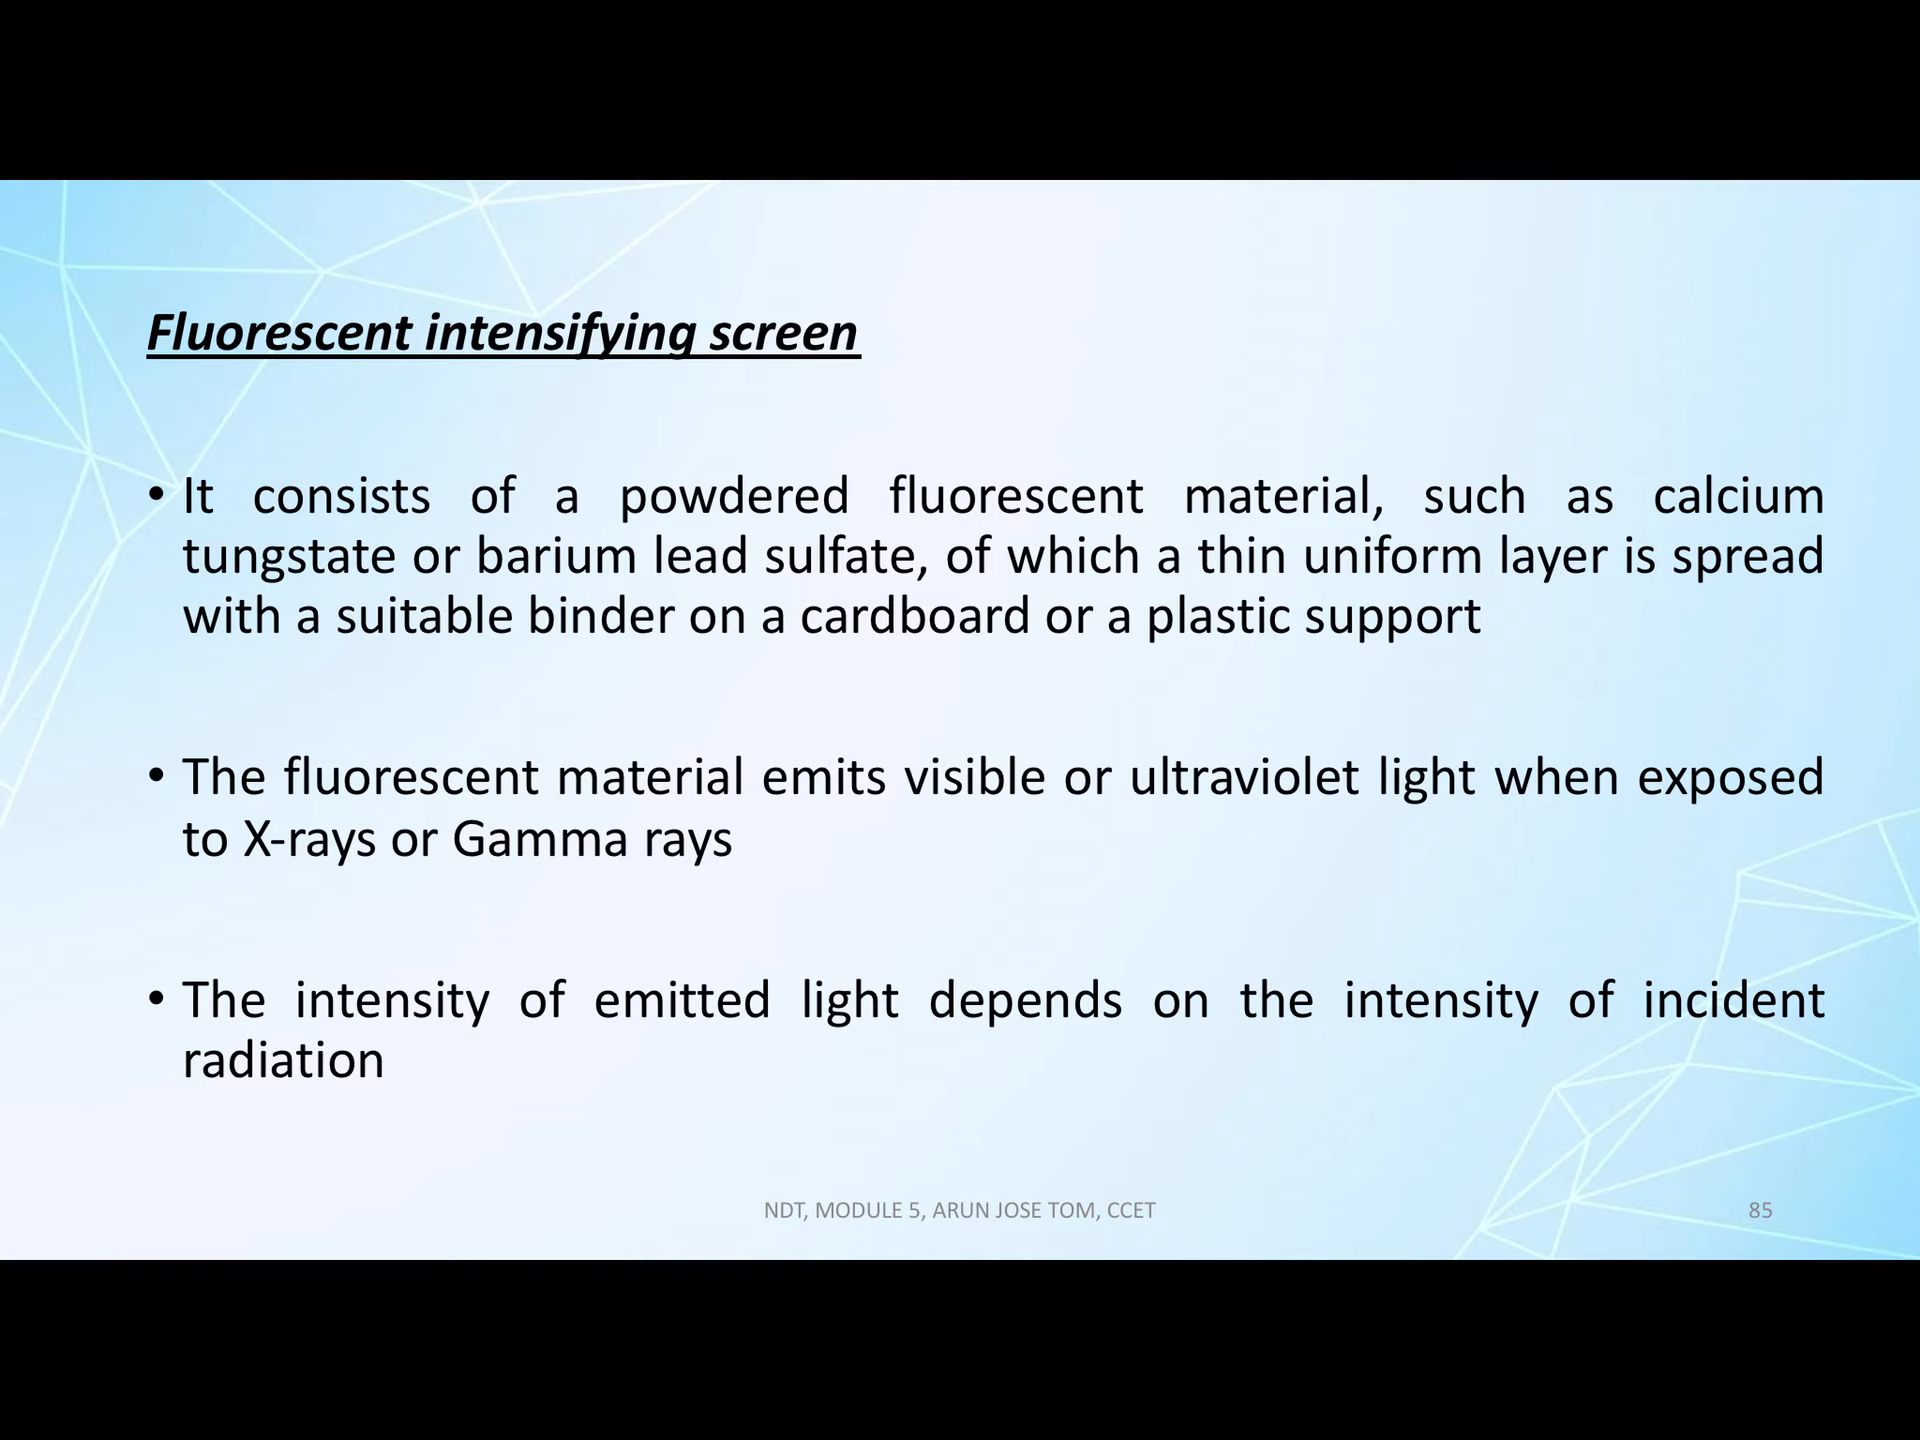 Fluorescent intensifying screen
• It consists of a powdered fluorescent material, such as calcium
tungstate or barium lead sulfate, of which a thin uniform layer is spread
with a suitable binder on a cardboard or a plastic support
• The fluorescent material emits visible or ultraviolet light when exposed
to X-rays or Gamma rays
• The intensity of emitted light depends on the intensity of incident
radiation
NDT, MODULE 5, ARUN JOSE TOM, CCET
85